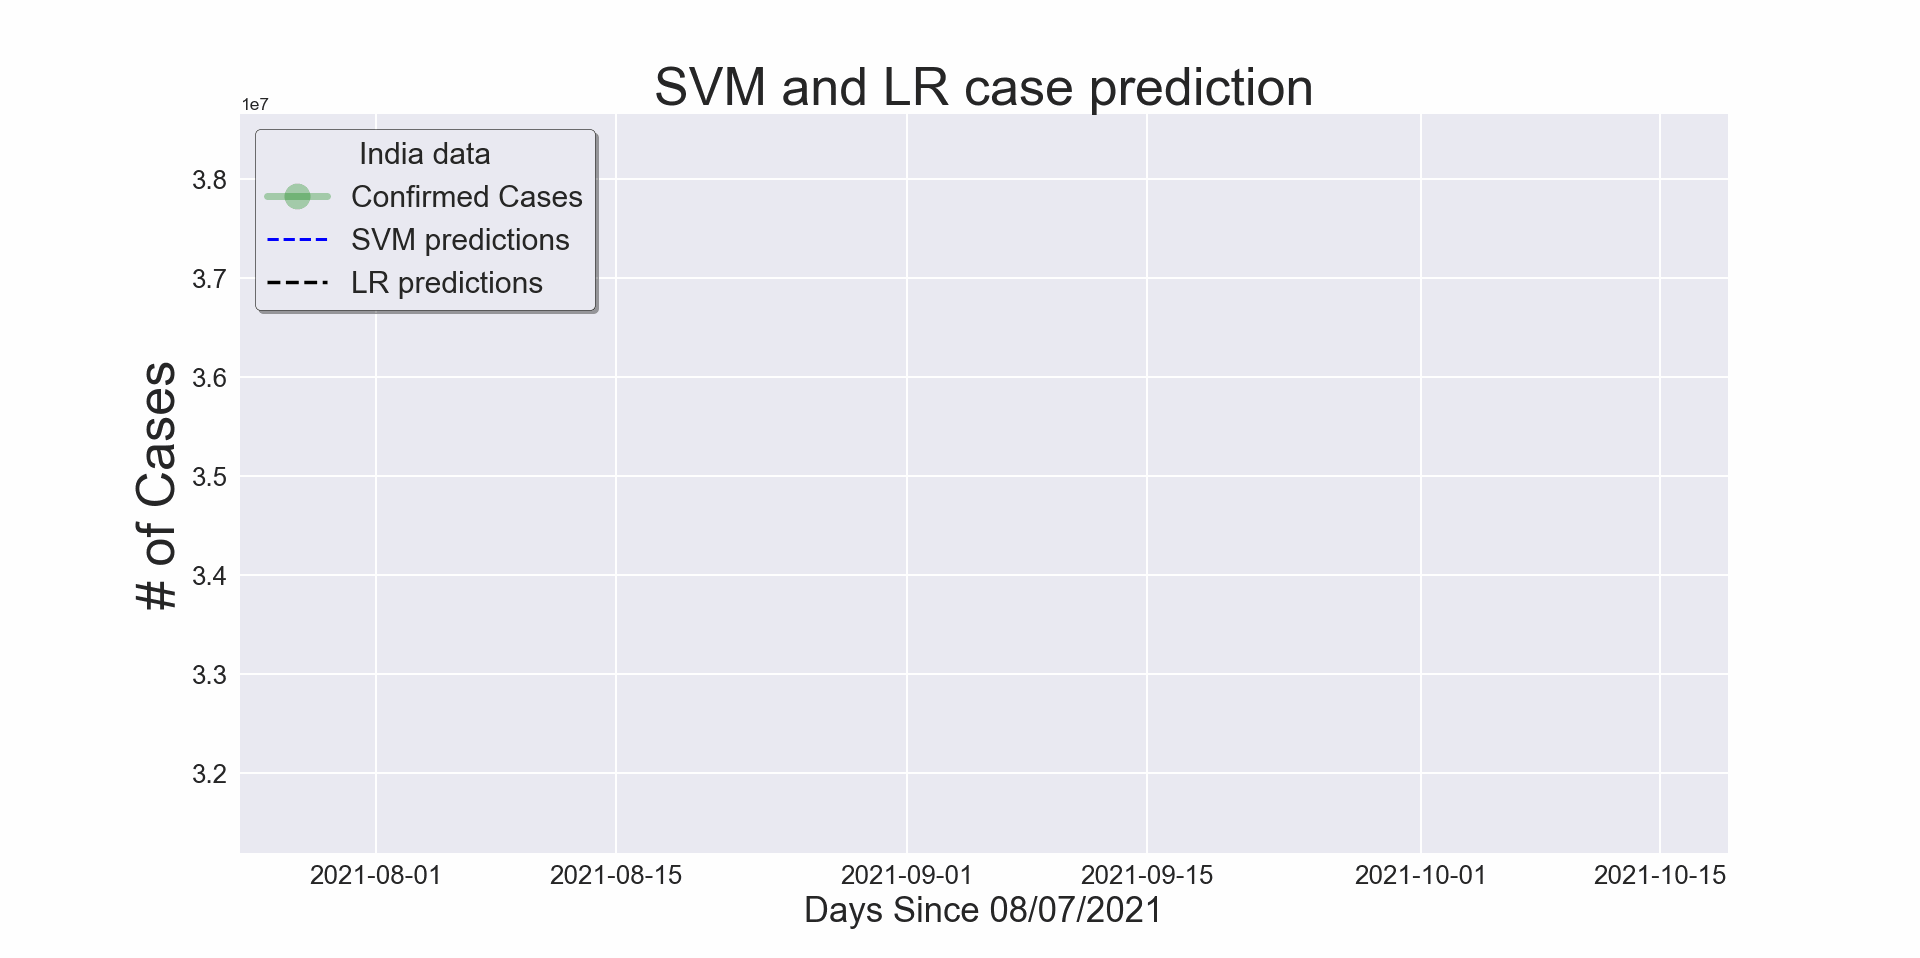 SVM and LR case prediction
1e7
India data
Confirmed Cases
SVM predictions
LR predictions
# of Cases
3.8
3.7
3.6
3.5
3.4
3.3
3.2
2021-08-01 2021-08-15 2021-09-01 2021-09-15 2021-10-01 2021-10-15
Days Since 08/07/2021